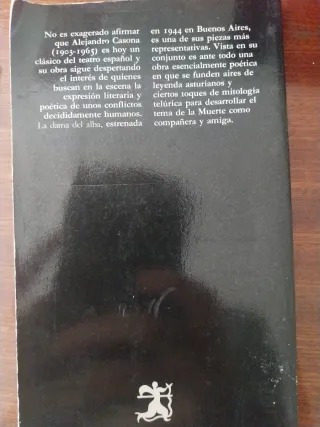 No es exagerado afirmar
que Alejandro Casona
(1903-1965) es hoy un
clásico del teatro español y
su obra sigue despertando
el interés de quienes
buscan en la escena la
expresión literaria y
poética de unos conflictos
decididamente humanos.
La dama del alba, estrenada
en 1944 en Buenos Aires,
es una de sus piezas más
representativas. Vista en su
conjunto es ante todo una
obra esencialmente poética
en que se funden aires de
leyenda asturianos y
ciertos toques de mitología
telúrica para desarrollar el
tema de la Muerte como
compañera y amiga.